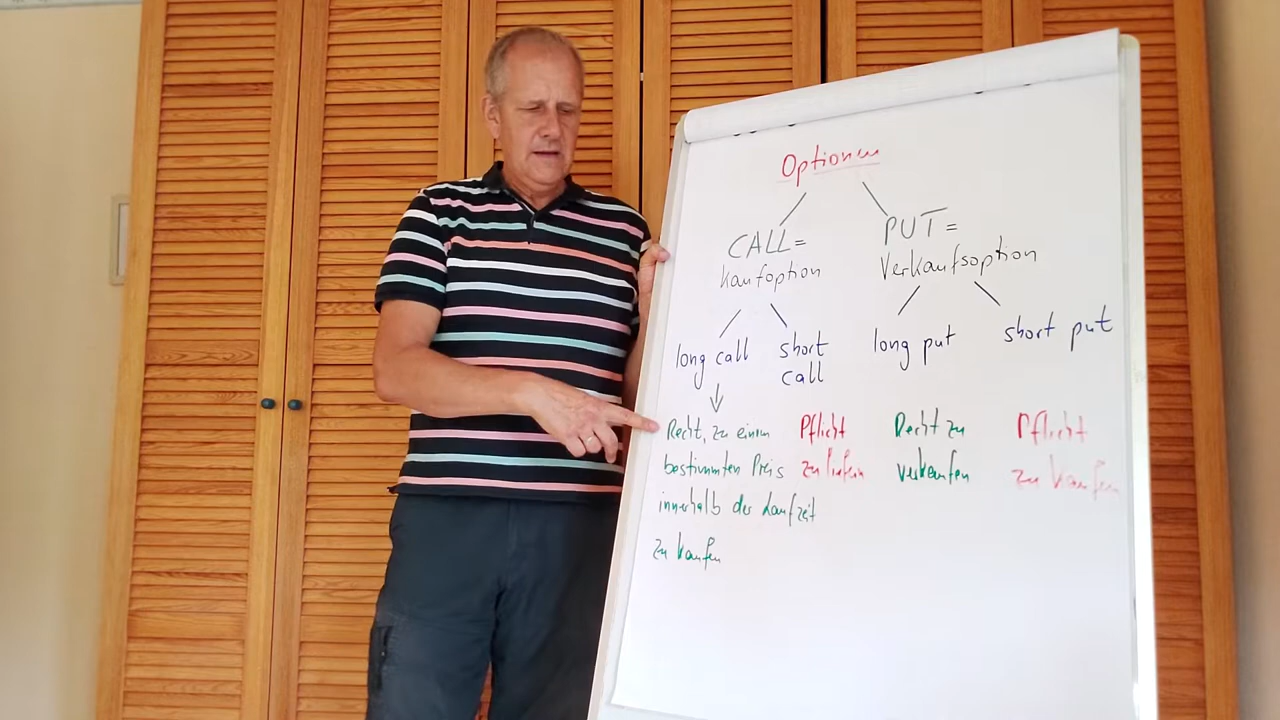 Optionen
CALL =
Kaufoption
PUT =
Verkaufsoption
long call
short
call
long put
short put
Recht, zu einem
bestimmten Preis
innerhalb der Laufzeit
zu kaufen
Pflicht
zu liefern
Recht zu
verkaufen
Pflicht
zu kaufen